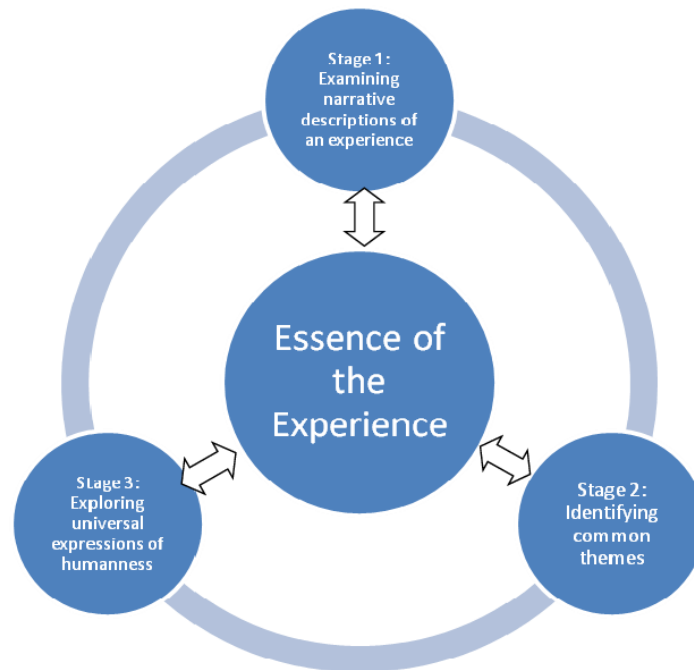 Stage 1:
Examining
narrative
descriptions of
an experience
Essence of
the
Experience
Stage 3:
Exploring
universal
expressions of
humanness
Stage 2:
Identifying
common
themes